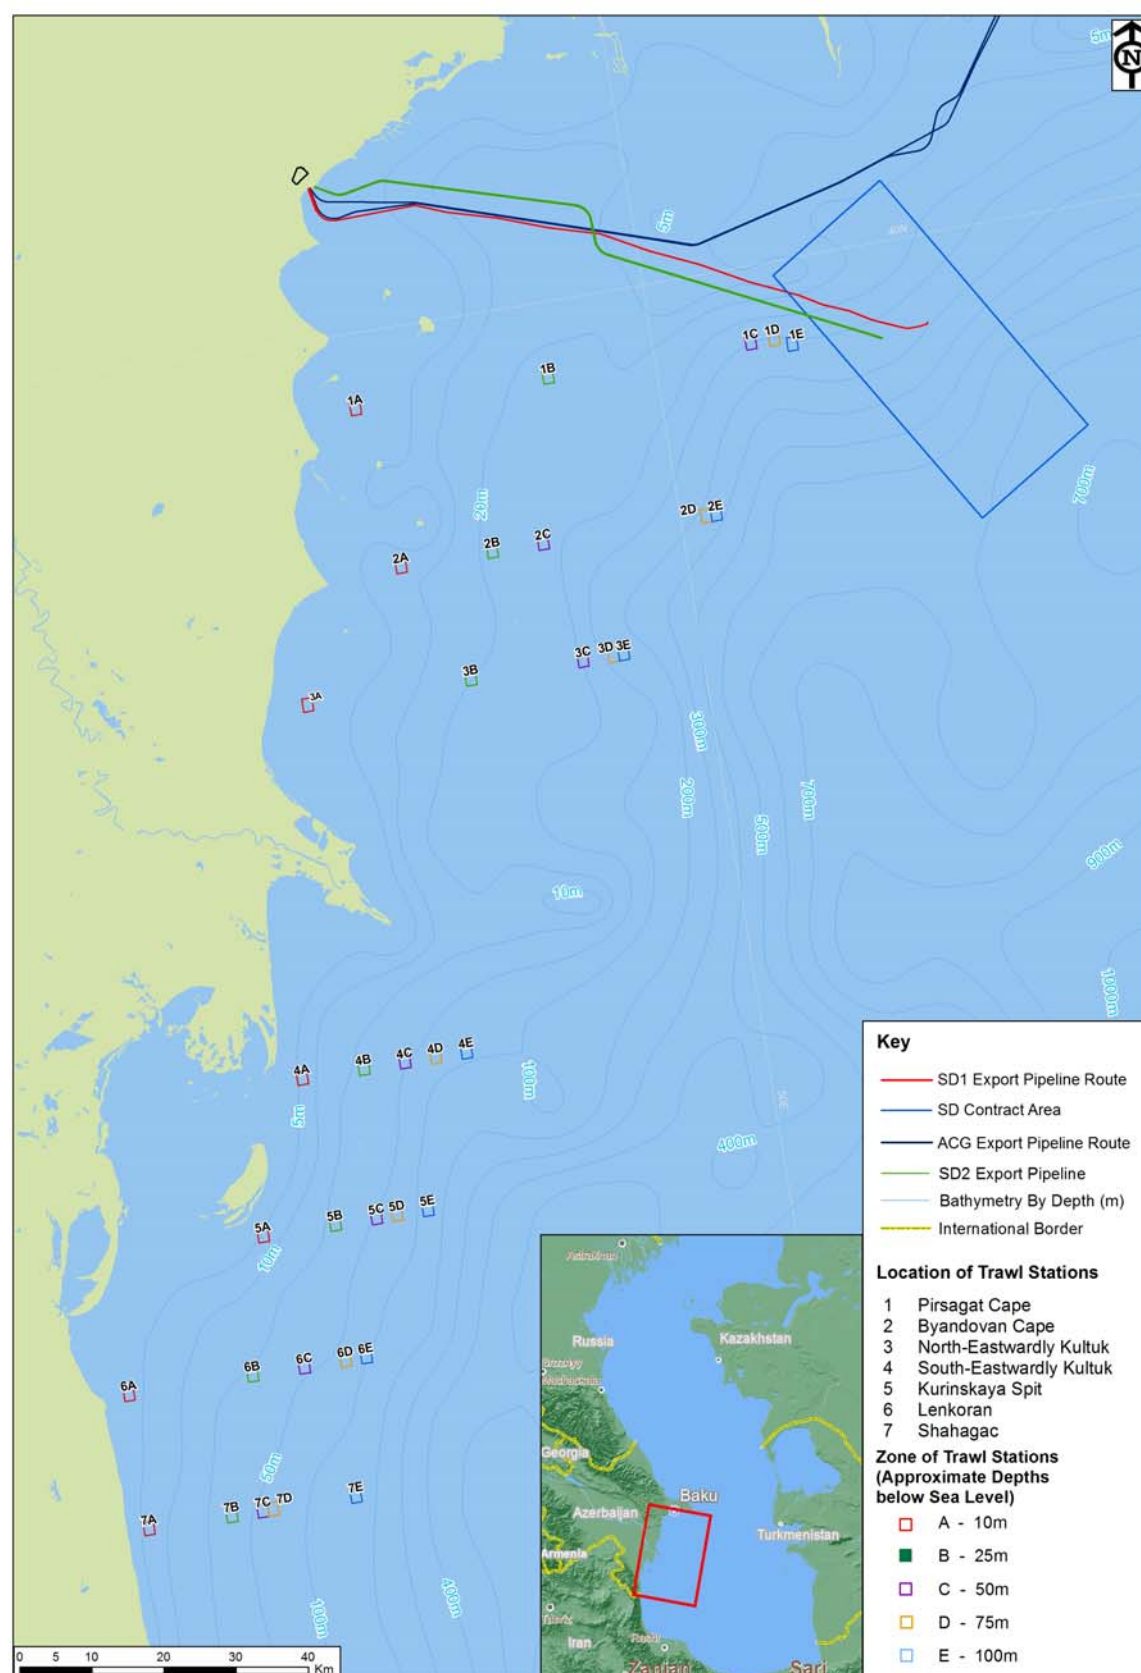 5m
N
5m
40N
1C
1D
1E
1B
1A
700m
20m
2D
2E
2C
2B
2A
3D
3E
3C
3B
3A
300m
200m
700m
500m
900m
10m
1000m
4E
4D
4C
4B
4A
100m
50E
5m
400m
5E
5D
5C
5B
5A
10m
6E
6D
6C
6B
6A
50m
7E
7D
7C
7B
7A
100m
400m
0 5 10 20 30 40
Km
Key
SD1 Export Pipeline Route
SD Contract Area
ACG Export Pipeline Route
SD2 Export Pipeline
Bathymetry By Depth (m)
International Border
Location of Trawl Stations
1 Pirsagat Cape
2 Byandovan Cape
3 North-Eastwardly Kultuk
4 South-Eastwardly Kultuk
5 Kurinskaya Spit
6 Lenkoran
7 Shahagac
Zone of Trawl Stations
(Approximate Depths
below Sea Level)
A - 10m
B - 25m
C - 50m
D - 75m
E - 100m
Astrakhan
Russia
Kazakhstan
Georgia
Baku
Azerbaijan
Turkmenistan
Armenia
Iran
Zanjan
Sari